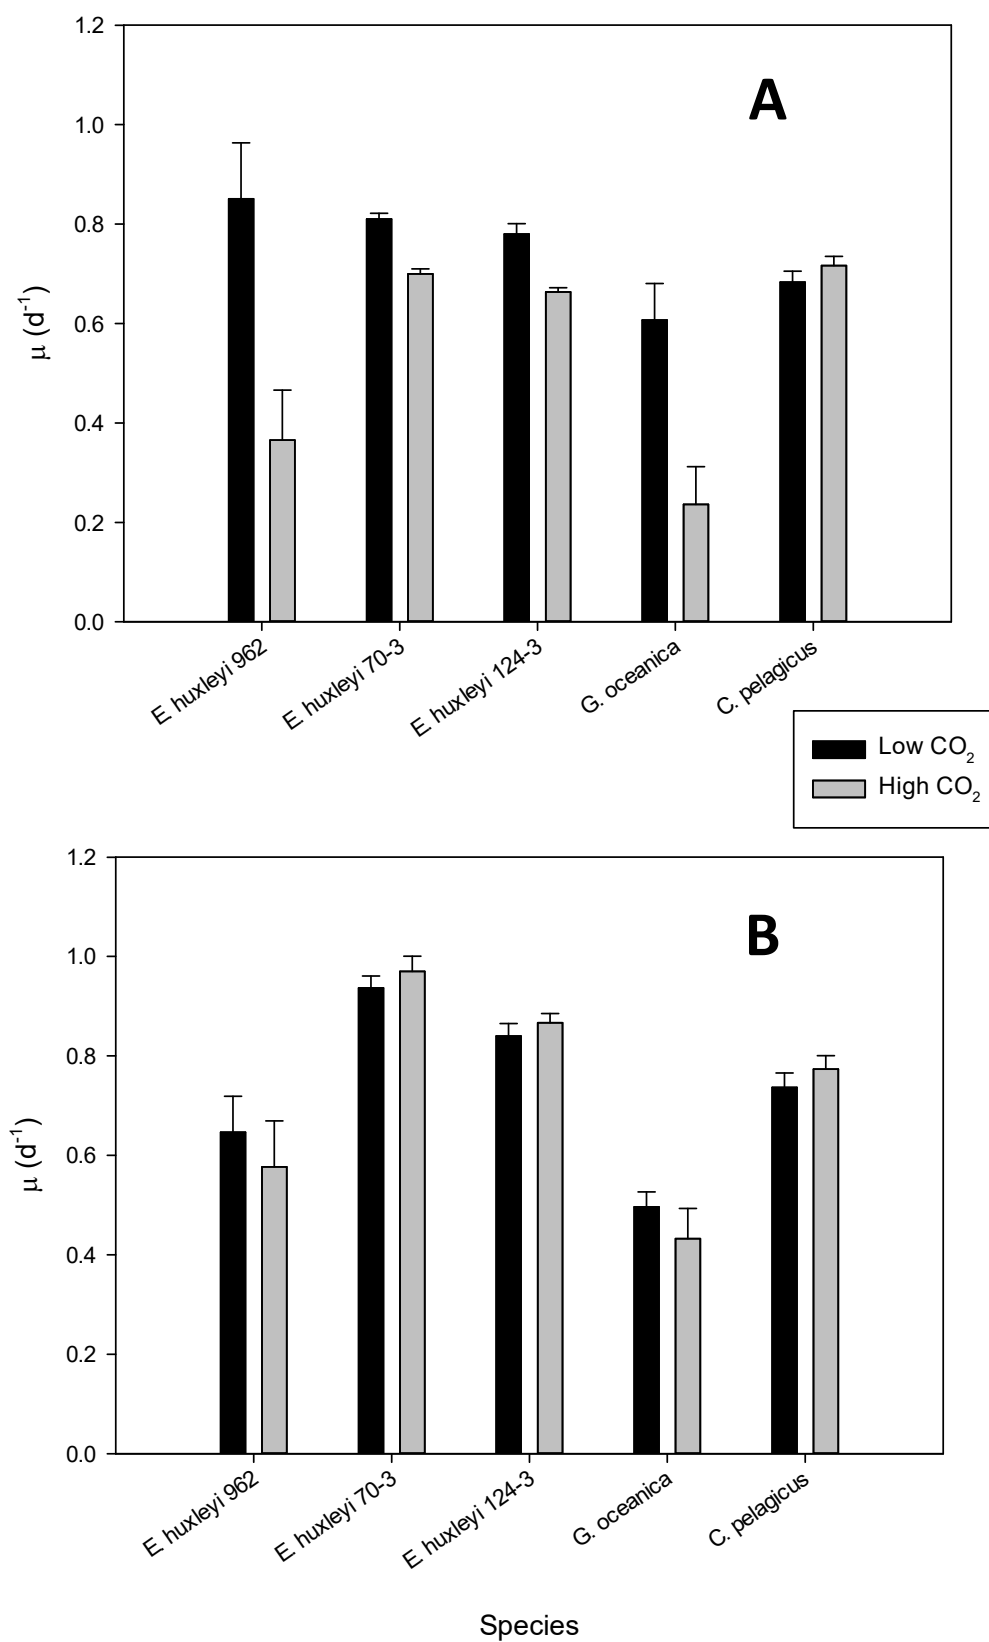 1.2
A
1.0
0.8
0.6
0.4
0.2
0.0
μ (d-1)
E. huxleyi 962
E. huxleyi 70-3
E. huxleyi 124-3
G. oceanica
C. pelagicus
Low CO2
High CO2
1.2
B
1.0
0.8
0.6
0.4
0.2
0.0
μ (d-1)
E. huxleyi 962
E. huxleyi 70-3
E. huxleyi 124-3
G. oceanica
C. pelagicus
Species